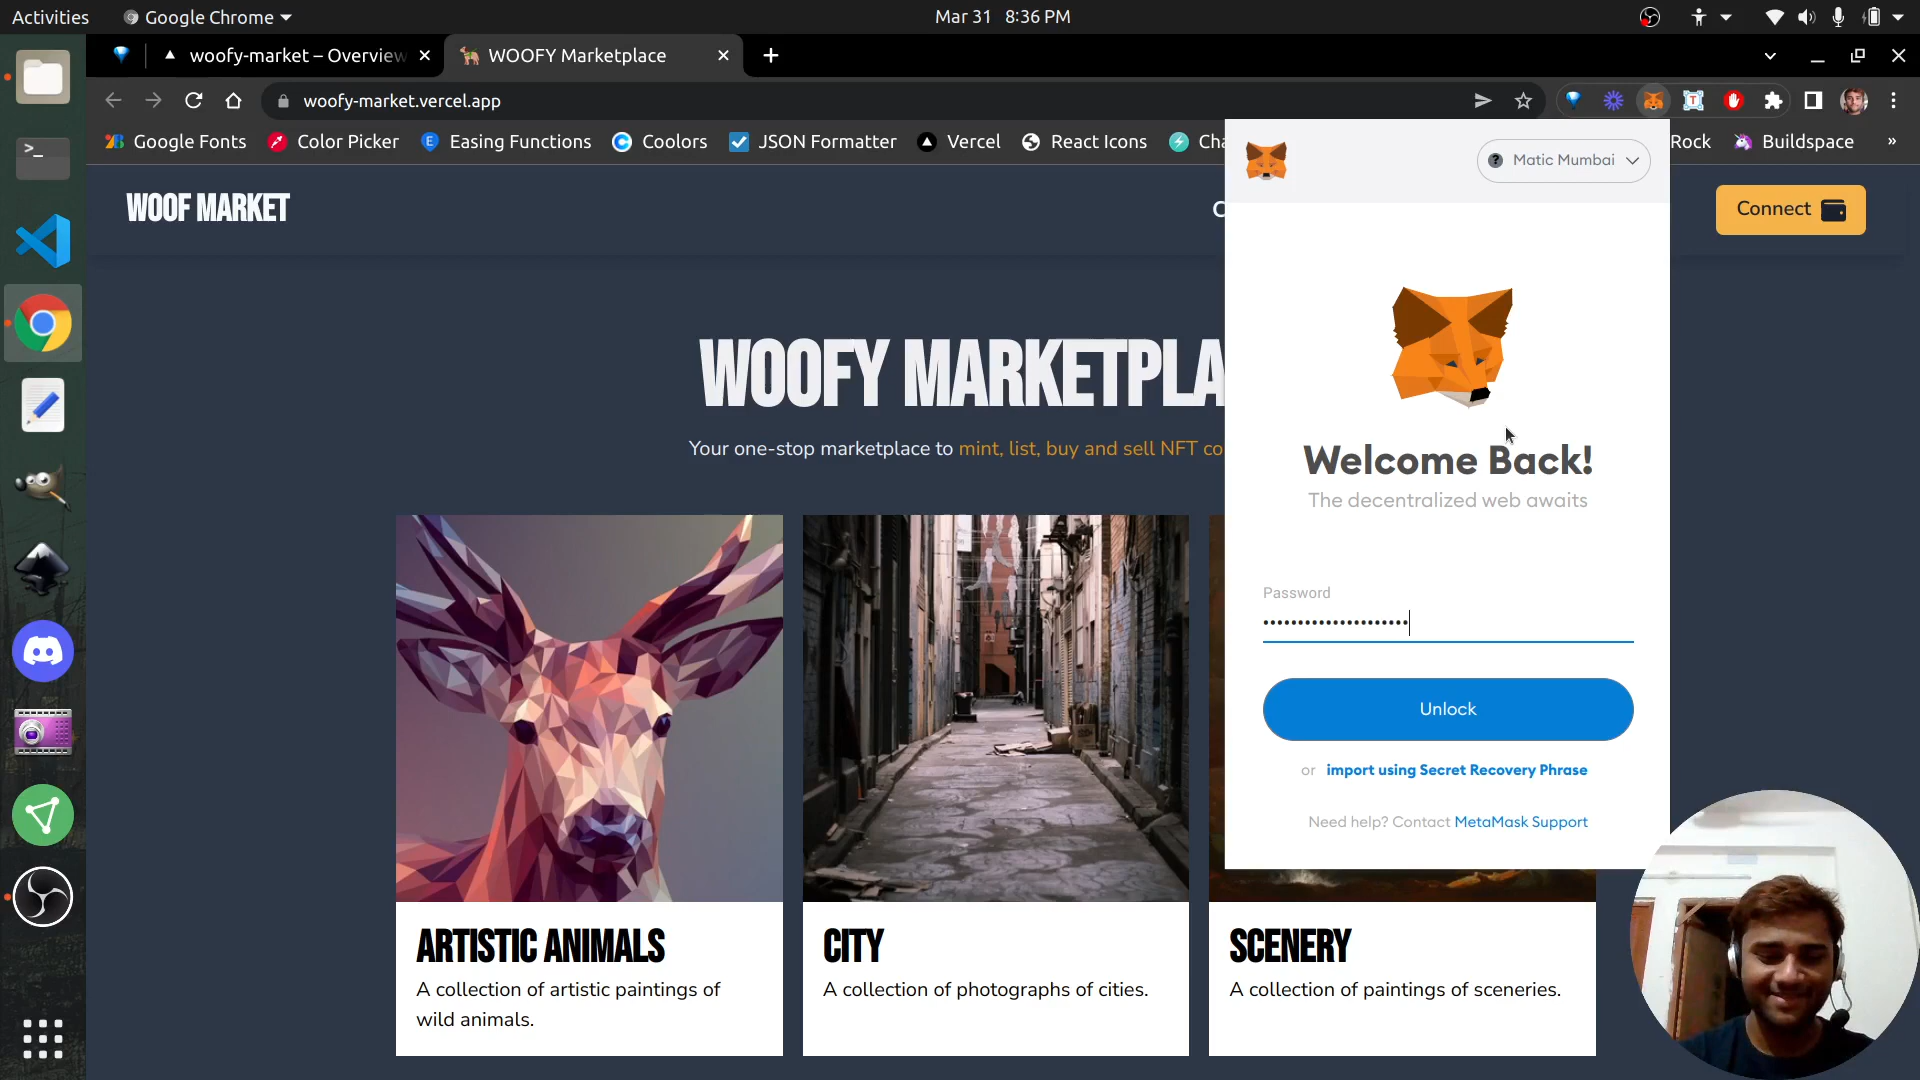 Activities
Google Chrome
Mar 31 8:36 PM
woofy-market – Overview
WOOFY Marketplace
woofy-market.vercel.app
Google Fonts
Color Picker
Easing Functions
Coolors
JSON Formatter
Vercel
React Icons
Cha
Rock
Buildspace
»
WOOF MARKET
C
Connect
Matic Mumbai
WOOFY MARKETPLA
Your one-stop marketplace to mint, list, buy and sell NFT co
Welcome Back!
The decentralized web awaits
Password
•••••••••••••••••••••
Unlock
or import using Secret Recovery Phrase
Need help? Contact MetaMask Support
ARTISTIC ANIMALS
A collection of artistic paintings of
wild animals.
CITY
A collection of photographs of cities.
SCENERY
A collection of paintings of sceneries.